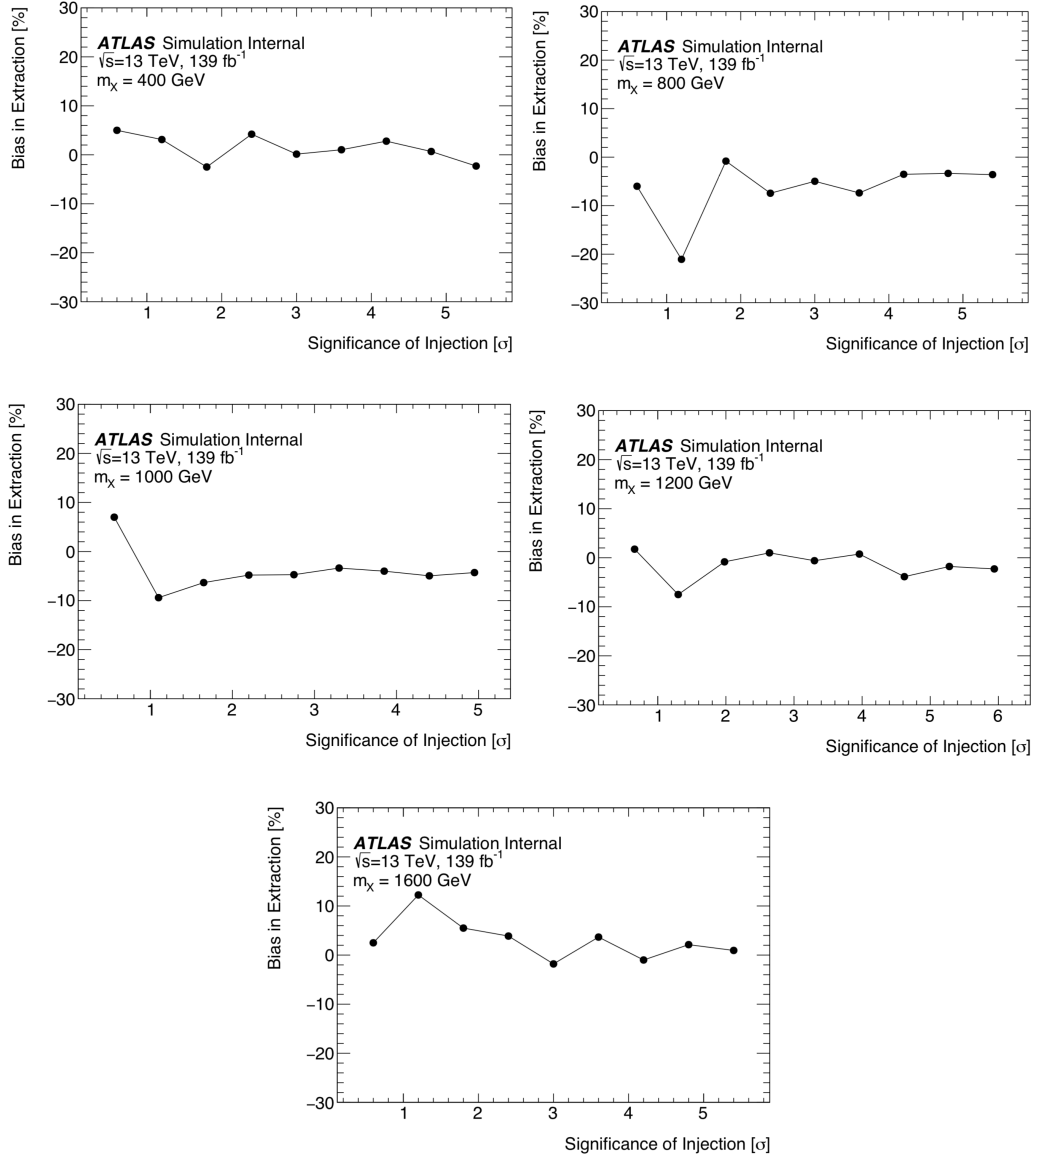 Bias in Extraction [%]
30
20
10
0
−10
−20
−30
ATLAS Simulation Internal
√s=13 TeV, 139 fb⁻¹
m_X = 400 GeV
1 2 3 4 5
Significance of Injection [σ]
Bias in Extraction [%]
30
20
10
0
−10
−20
−30
ATLAS Simulation Internal
√s=13 TeV, 139 fb⁻¹
m_X = 800 GeV
1 2 3 4 5
Significance of Injection [σ]
Bias in Extraction [%]
30
20
10
0
−10
−20
−30
ATLAS Simulation Internal
√s=13 TeV, 139 fb⁻¹
m_X = 1000 GeV
1 2 3 4 5
Significance of Injection [σ]
Bias in Extraction [%]
30
20
10
0
−10
−20
−30
ATLAS Simulation Internal
√s=13 TeV, 139 fb⁻¹
m_X = 1200 GeV
1 2 3 4 5 6
Significance of Injection [σ]
Bias in Extraction [%]
30
20
10
0
−10
−20
−30
ATLAS Simulation Internal
√s=13 TeV, 139 fb⁻¹
m_X = 1600 GeV
1 2 3 4 5
Significance of Injection [σ]